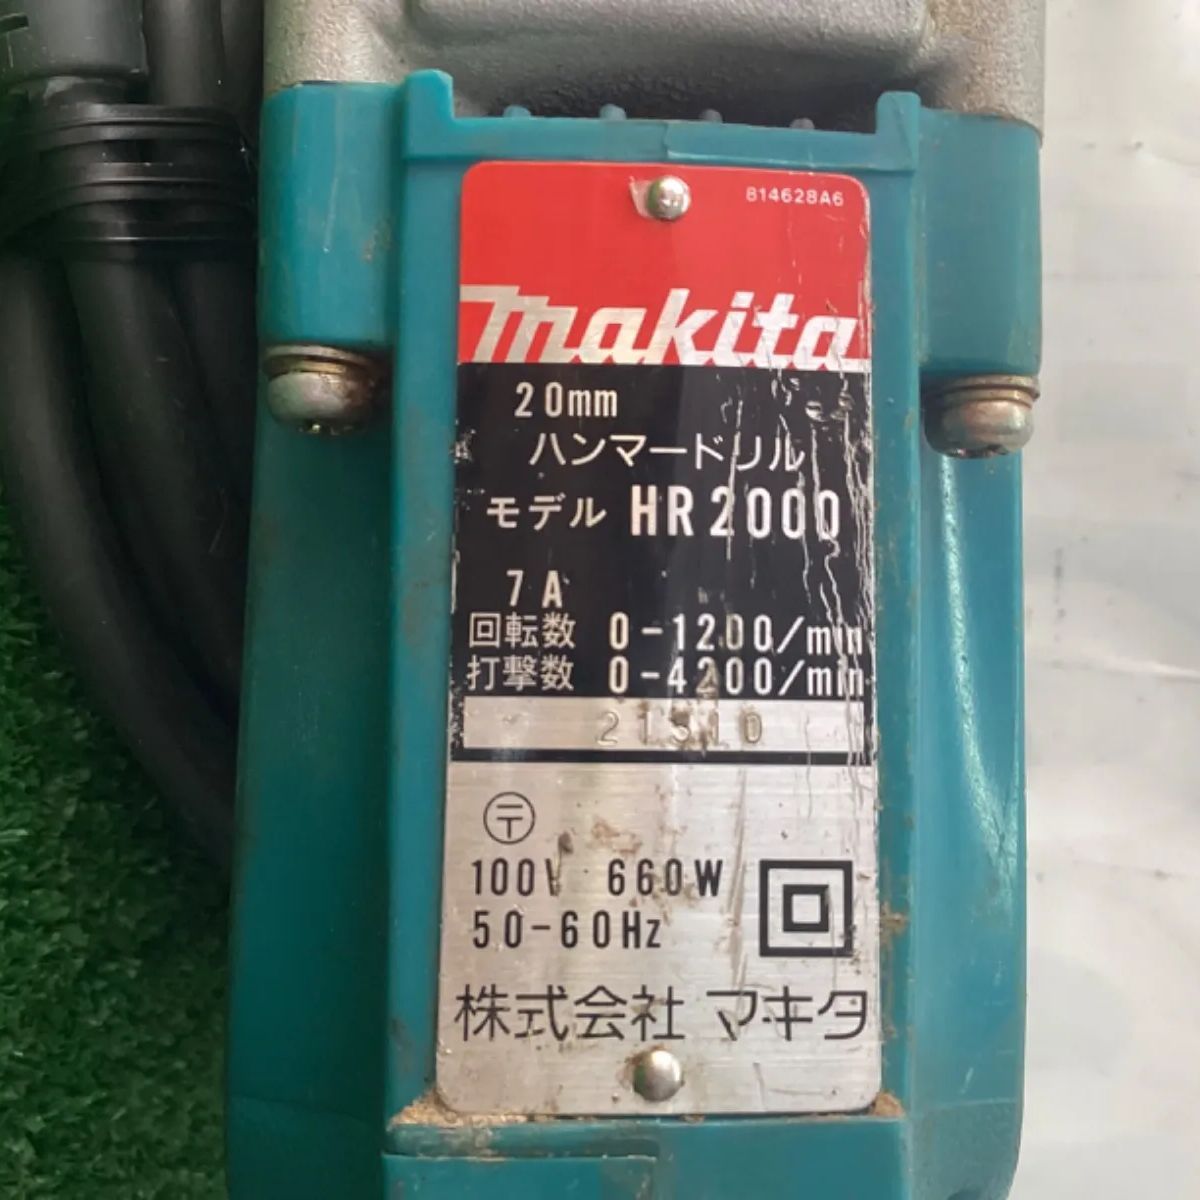 814628A6
makita
20mm
ハンマードリル
モデル HR2000
7A
回転数 0-1200/min
打撃数 0-4200/min
〒
100V 660W
50-60Hz
株式会社 マキタ